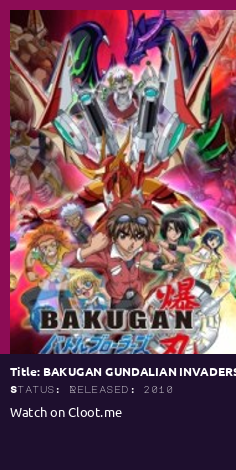 爆
BAKUGAN
バトルブローラーズ
丸
Title: BAKUGAN GUNDALIAN INVADERS
STATUS: RELEASED: 2010
Watch on Cloot.me